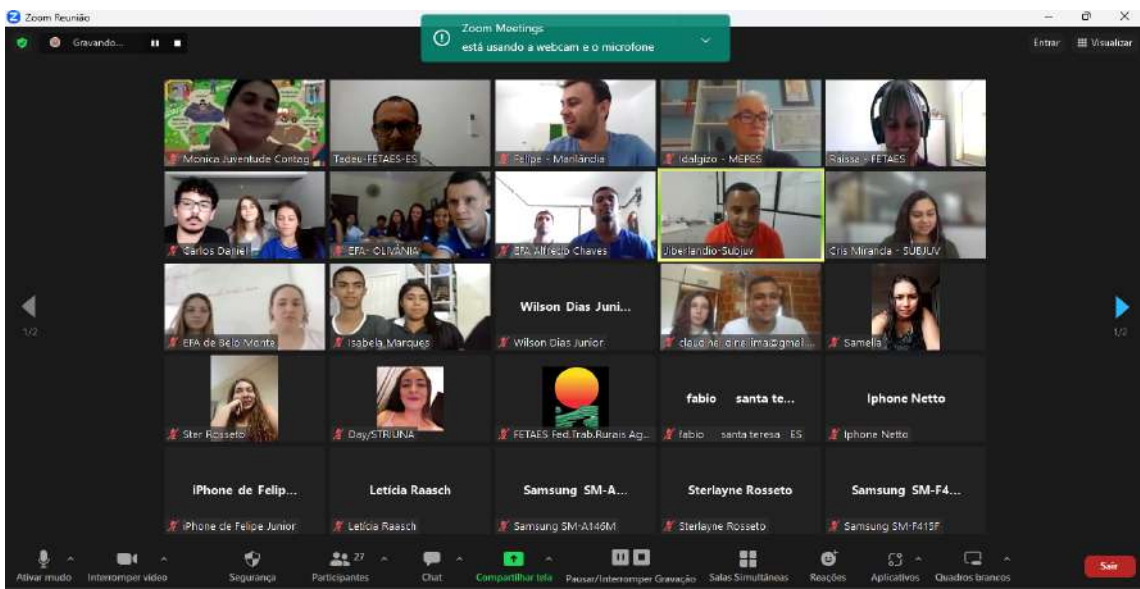 Zoom Reunião
Gravando...
Zoom Meetings
está usando a webcam e o microfone
Entrar
Visualizar
Monica Juventude Contag
Tadeu-FETAES-ES
Felipe - Marilândia
Idalgizo - MEPES
Raissa - FETAES
Carlos Daniel
EFA- OLIVÂNIA
EFA Alfredo Chaves
Jiberlandio-Subjuv
Cris Miranda - SUBJUV
1/2
1/2
EFA de Belo Monte
Isabela Marques
Wilson Dias Juni...
Wilson Dias Junior
Samella
Ster Rosseto
Day/STRIUNA
FETAES Fed.Trab.Rurais Ag...
fabio santa te...
fabio santa teresa ES
Iphone Netto
Iphone Netto
iPhone de Felip...
iPhone de Felipe Junior
Letícia Raasch
Letícia Raasch
Samsung SM-A...
Samsung SM-A146M
Sterlayne Rosseto
Sterlayne Rosseto
Samsung SM-F4...
Samsung SM-F415F
Ativar mudo
Interromper vídeo
Segurança
27
Participantes
Chat
Compartilhar tela
Pausar/Interromper Gravação
Salas Simultâneas
Reações
Aplicativos
Quadros brancos
Sair